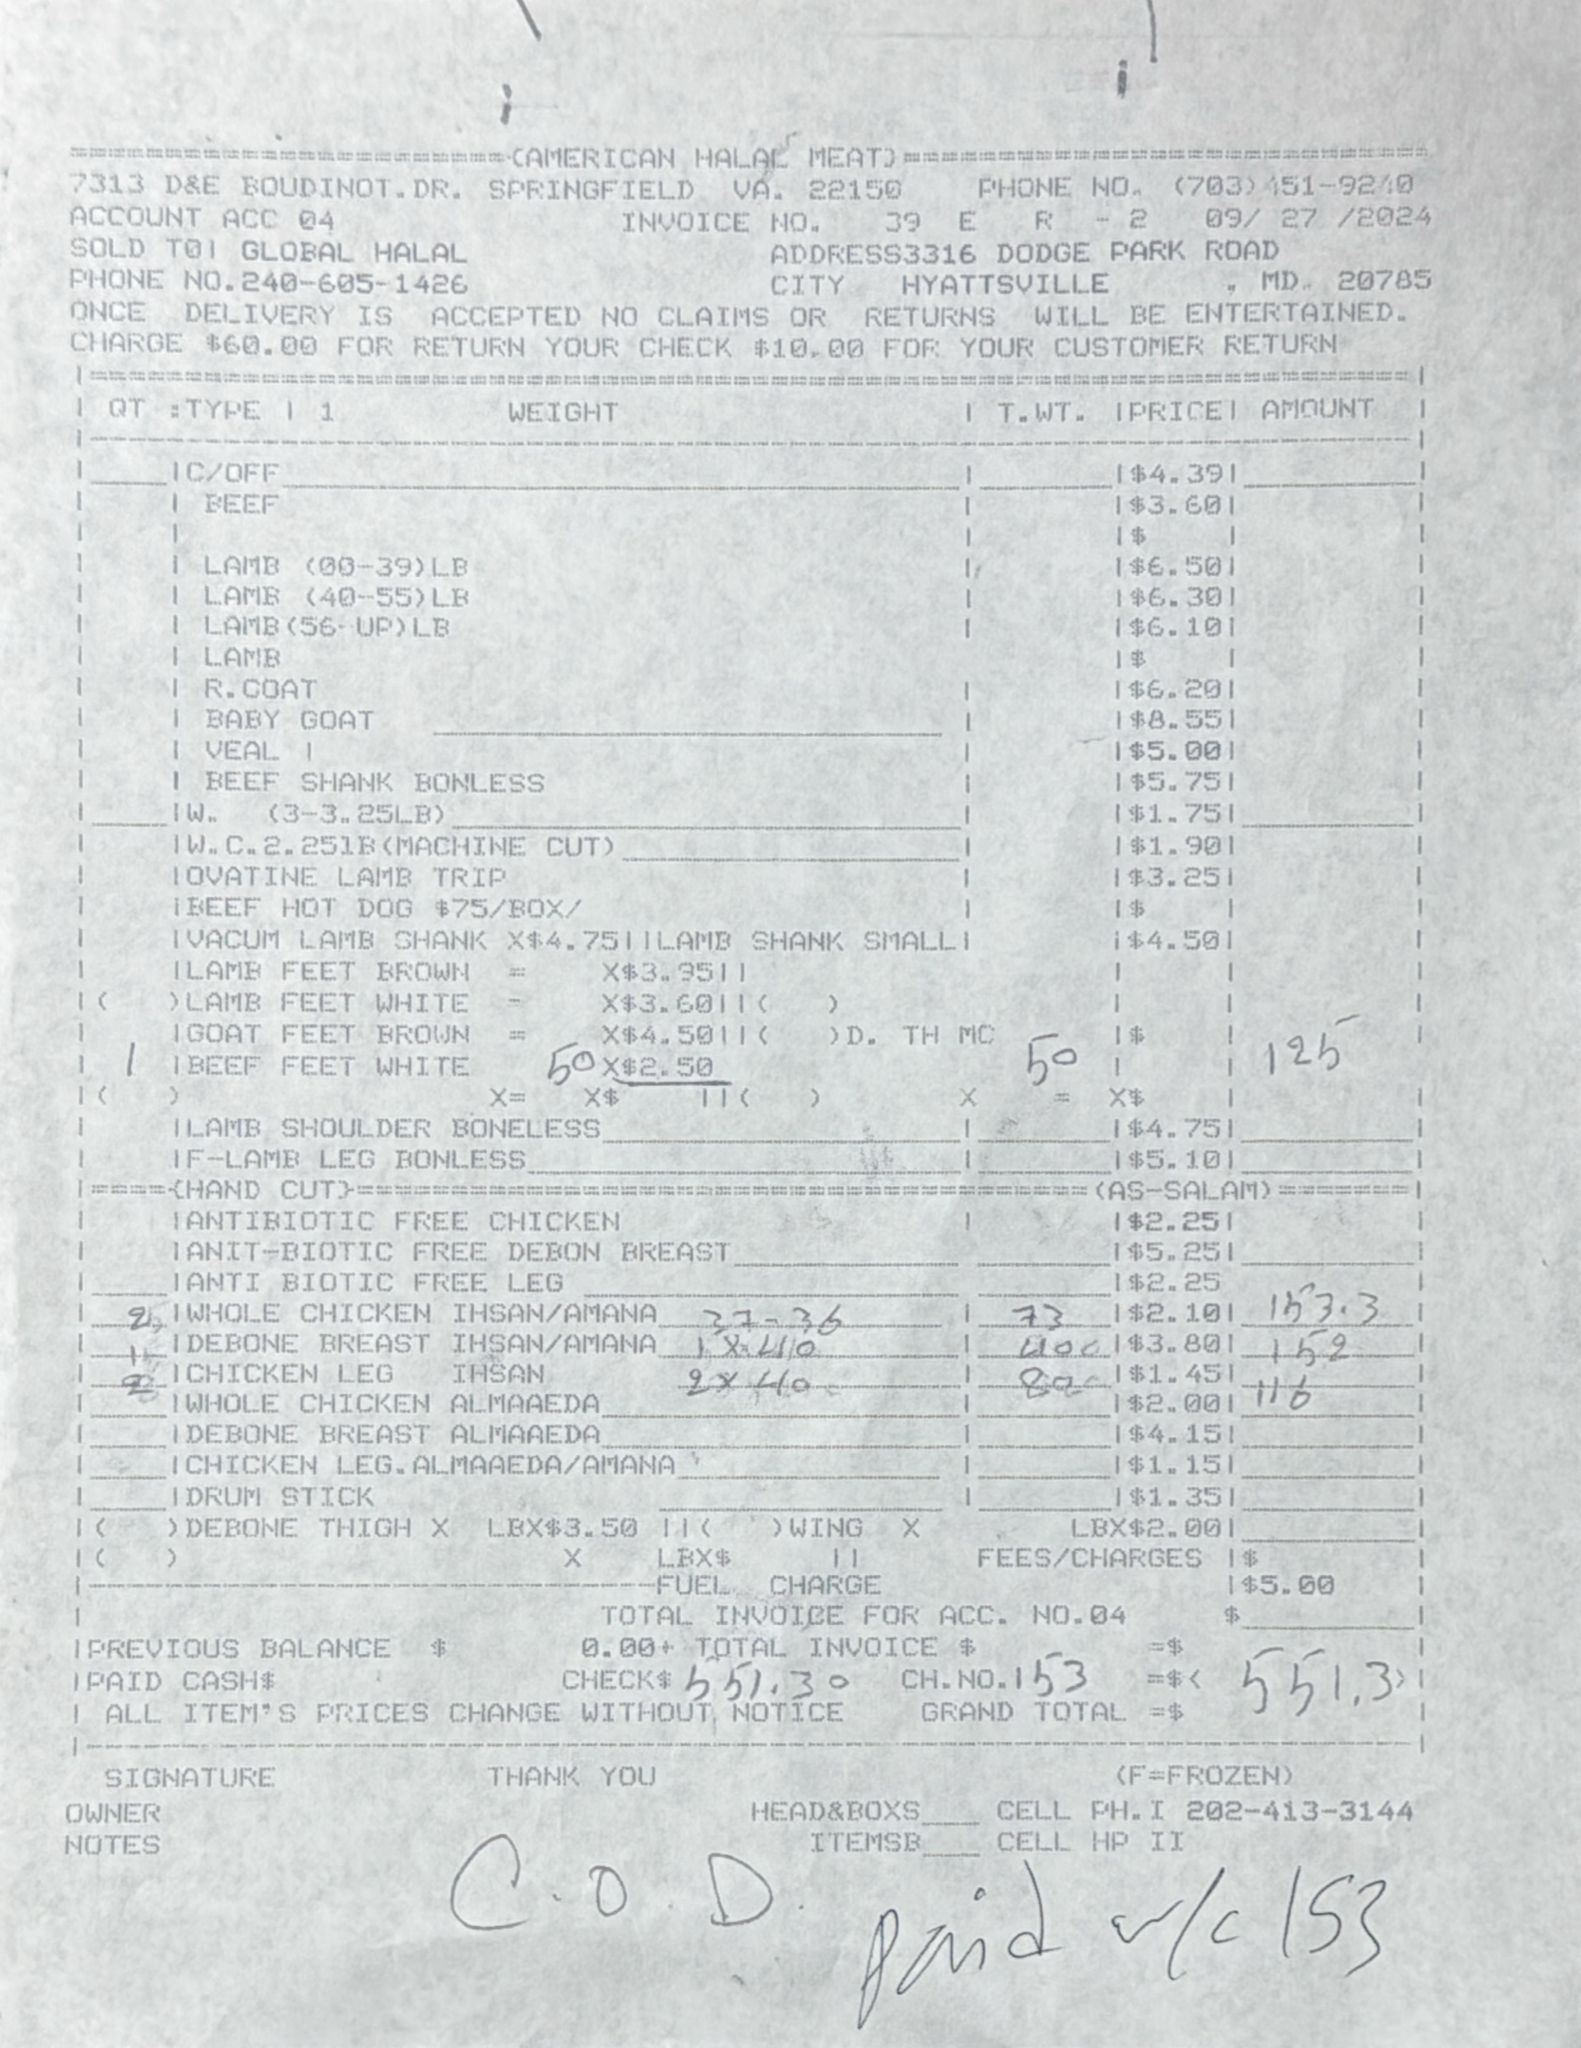 (AMERICAN HALAL MEAT)
7313 D&E BOUDINOT.DR. SPRINGFIELD VA. 22150 PHONE NO. (703) 451-9240
ACCOUNT ACC 04 INVOICE NO. 39 E R - 2 09/ 27 /2024
SOLD TO| GLOBAL HALAL ADDRESS3316 DODGE PARK ROAD
PHONE NO.240-605-1426 CITY HYATTSVILLE . MD. 20785
ONCE DELIVERY IS ACCEPTED NO CLAIMS OR RETURNS WILL BE ENTERTAINED.
CHARGE $60.00 FOR RETURN YOUR CHECK $10.00 FOR YOUR CUSTOMER RETURN
| QT :TYPE | 1 WEIGHT | T.WT. |PRICE| AMOUNT |
|C/OFF | |$4.39|
| BEEF |$3.60|
|$
| LAMB (00-39)LB |$6.50|
| LAMB (40-55)LB |$6.30|
| LAMB(56-UP)LB |$6.10|
| LAMB |$ |
| R.GOAT |$6.20|
| BABY GOAT |$8.55|
| VEAL | |$5.00|
| BEEF SHANK BONLESS |$5.75|
|W. (3-3.25LB) |$1.75|
|W.C.2.25lB(MACHINE CUT) |$1.90|
|OVATINE LAMB TRIP |$3.25|
|BEEF HOT DOG $75/BOX/ |$ |
|VACUM LAMB SHANK X$4.75||LAMB SHANK SMALL| |$4.50|
|LAMB FEET BROWN = X$3.95||
|( )LAMB FEET WHITE - X$3.60||( )
|GOAT FEET BROWN = X$4.50||( )D. TH MC |$
1 |BEEF FEET WHITE 50 X$2.50 50 | | 125
|( ) X= X$ ||( ) X = X$ |
|LAMB SHOULDER BONELESS |$4.75|
|F-LAMB LEG BONLESS |$5.10|
|====={HAND CUT}=====(AS-SALAM)=====|
|ANTIBIOTIC FREE CHICKEN |$2.25|
|ANIT-BIOTIC FREE DEBON BREAST |$5.25|
|ANTI BIOTIC FREE LEG |$2.25
2 |WHOLE CHICKEN IHSAN/AMANA 37-36 | 73 |$2.10| 153.3
1 |DEBONE BREAST IHSAN/AMANA 1 X 40 | 40 |$3.80| 152
2 |CHICKEN LEG IHSAN 2 X 40 | 80 |$1.45| 116
|WHOLE CHICKEN ALMAAEDA |$2.00|
|DEBONE BREAST ALMAAEDA |$4.15|
|CHICKEN LEG.ALMAAEDA/AMANA |$1.15|
|DRUM STICK |$1.35|
|( )DEBONE THIGH X LBX$3.50 ||( )WING X LBX$2.00|
|( ) X LBX$ || FEES/CHARGES |$
FUEL CHARGE |$5.00
TOTAL INVOICE FOR ACC. NO.04 $
|PREVIOUS BALANCE $ 0.00+ TOTAL INVOICE $ =$
|PAID CASH$ CHECK$ 551.30 CH.NO.153 =$< 551.3>
| ALL ITEM'S PRICES CHANGE WITHOUT NOTICE GRAND TOTAL =$
SIGNATURE THANK YOU (F=FROZEN)
OWNER HEAD&BOXS____ CELL PH.I 202-413-3144
NOTES ITEMSB____ CELL HP II
C.O.D.
paid w/c 153